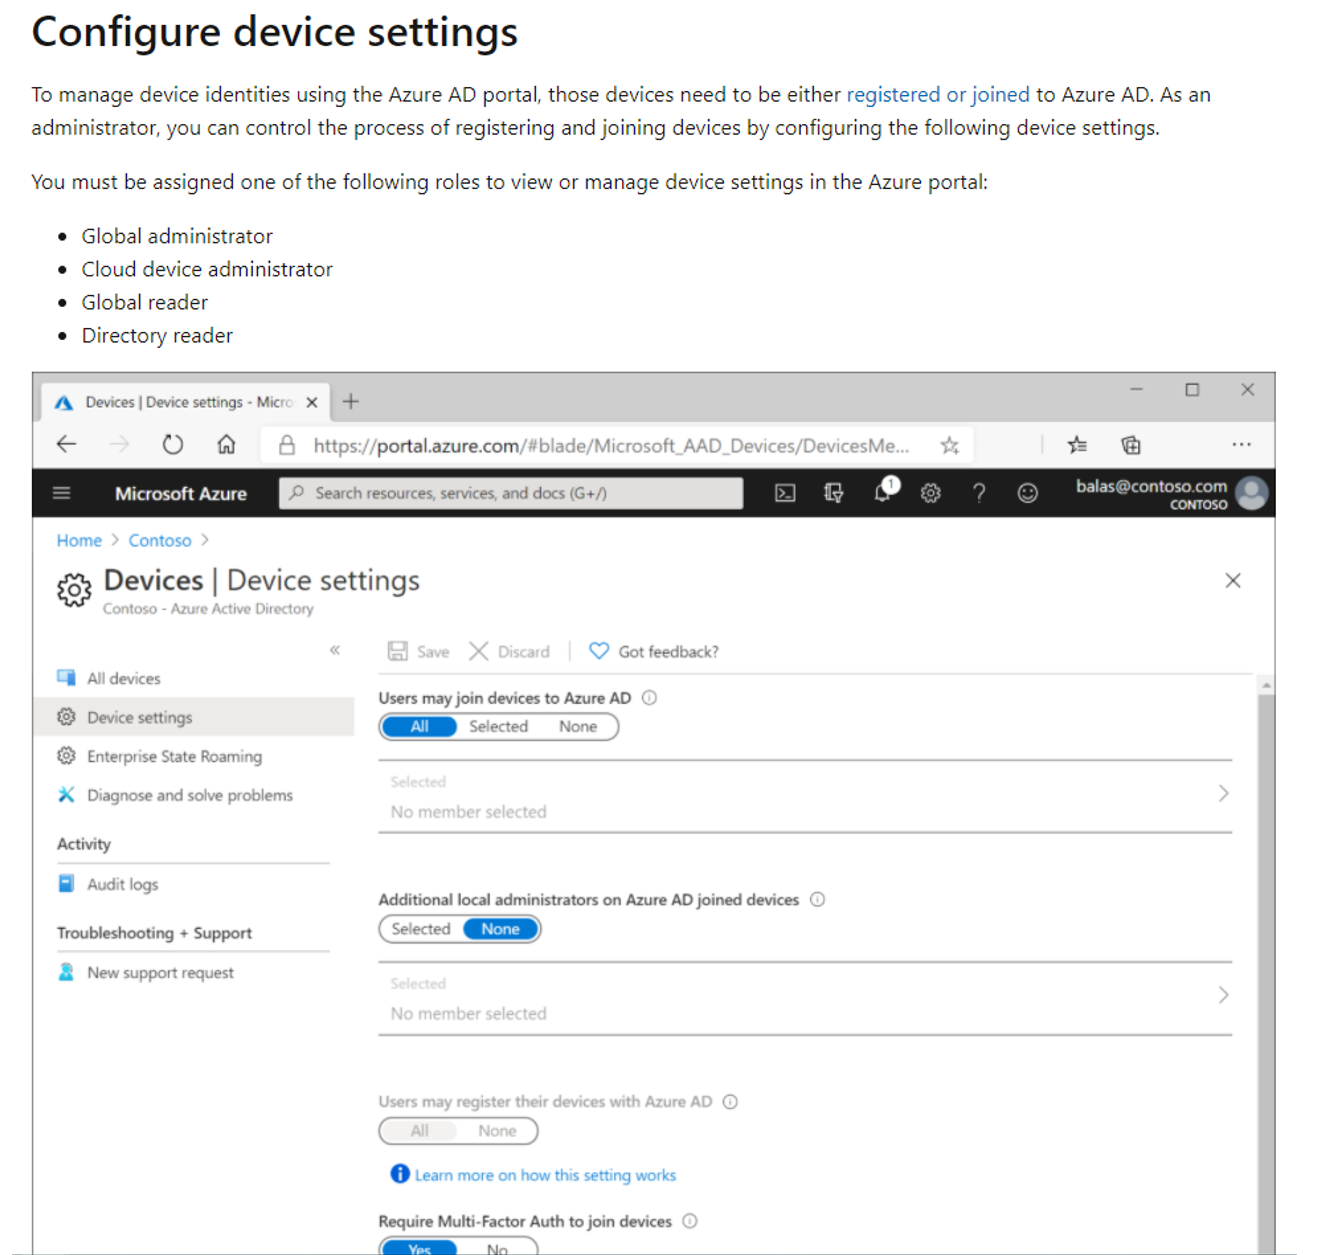 Configure device settings
To manage device identities using the Azure AD portal, those devices need to be either registered or joined to Azure AD. As an
administrator, you can control the process of registering and joining devices by configuring the following device settings.
You must be assigned one of the following roles to view or manage device settings in the Azure portal:
Global administrator
Cloud device administrator
Global reader
Directory reader
Devices | Device settings - Micro
https://portal.azure.com/#blade/Microsoft_AAD_Devices/DevicesMe...
Microsoft Azure
Search resources, services, and docs (G+/)
1
balas@contoso.com
CONTOSO
Home > Contoso >
Devices | Device settings
Contoso - Azure Active Directory
Save Discard | Got feedback?
All devices
Device settings
Enterprise State Roaming
Diagnose and solve problems
Activity
Audit logs
Troubleshooting + Support
New support request
Users may join devices to Azure AD
All Selected None
Selected
No member selected
Additional local administrators on Azure AD joined devices
Selected None
Selected
No member selected
Users may register their devices with Azure AD
All None
Learn more on how this setting works
Require Multi-Factor Auth to join devices
Yes No